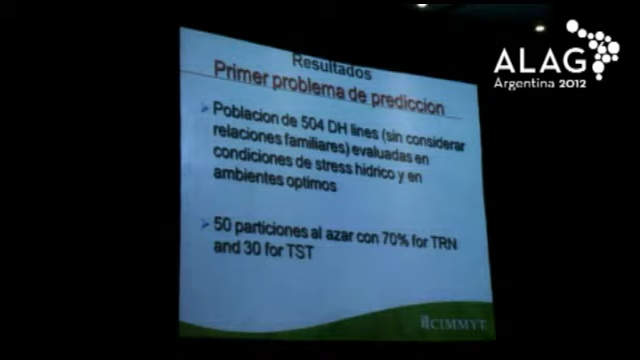 ALAG
Argentina 2012
Resultados
Primer problema de prediccion
Poblacion de 504 DH lines (sin considerar
relaciones familiares) evaluadas en
condiciones de stress hidrico y en
ambientes optimos
50 particiones al azar con 70% for TRN
and 30 for TST
CIMMYT